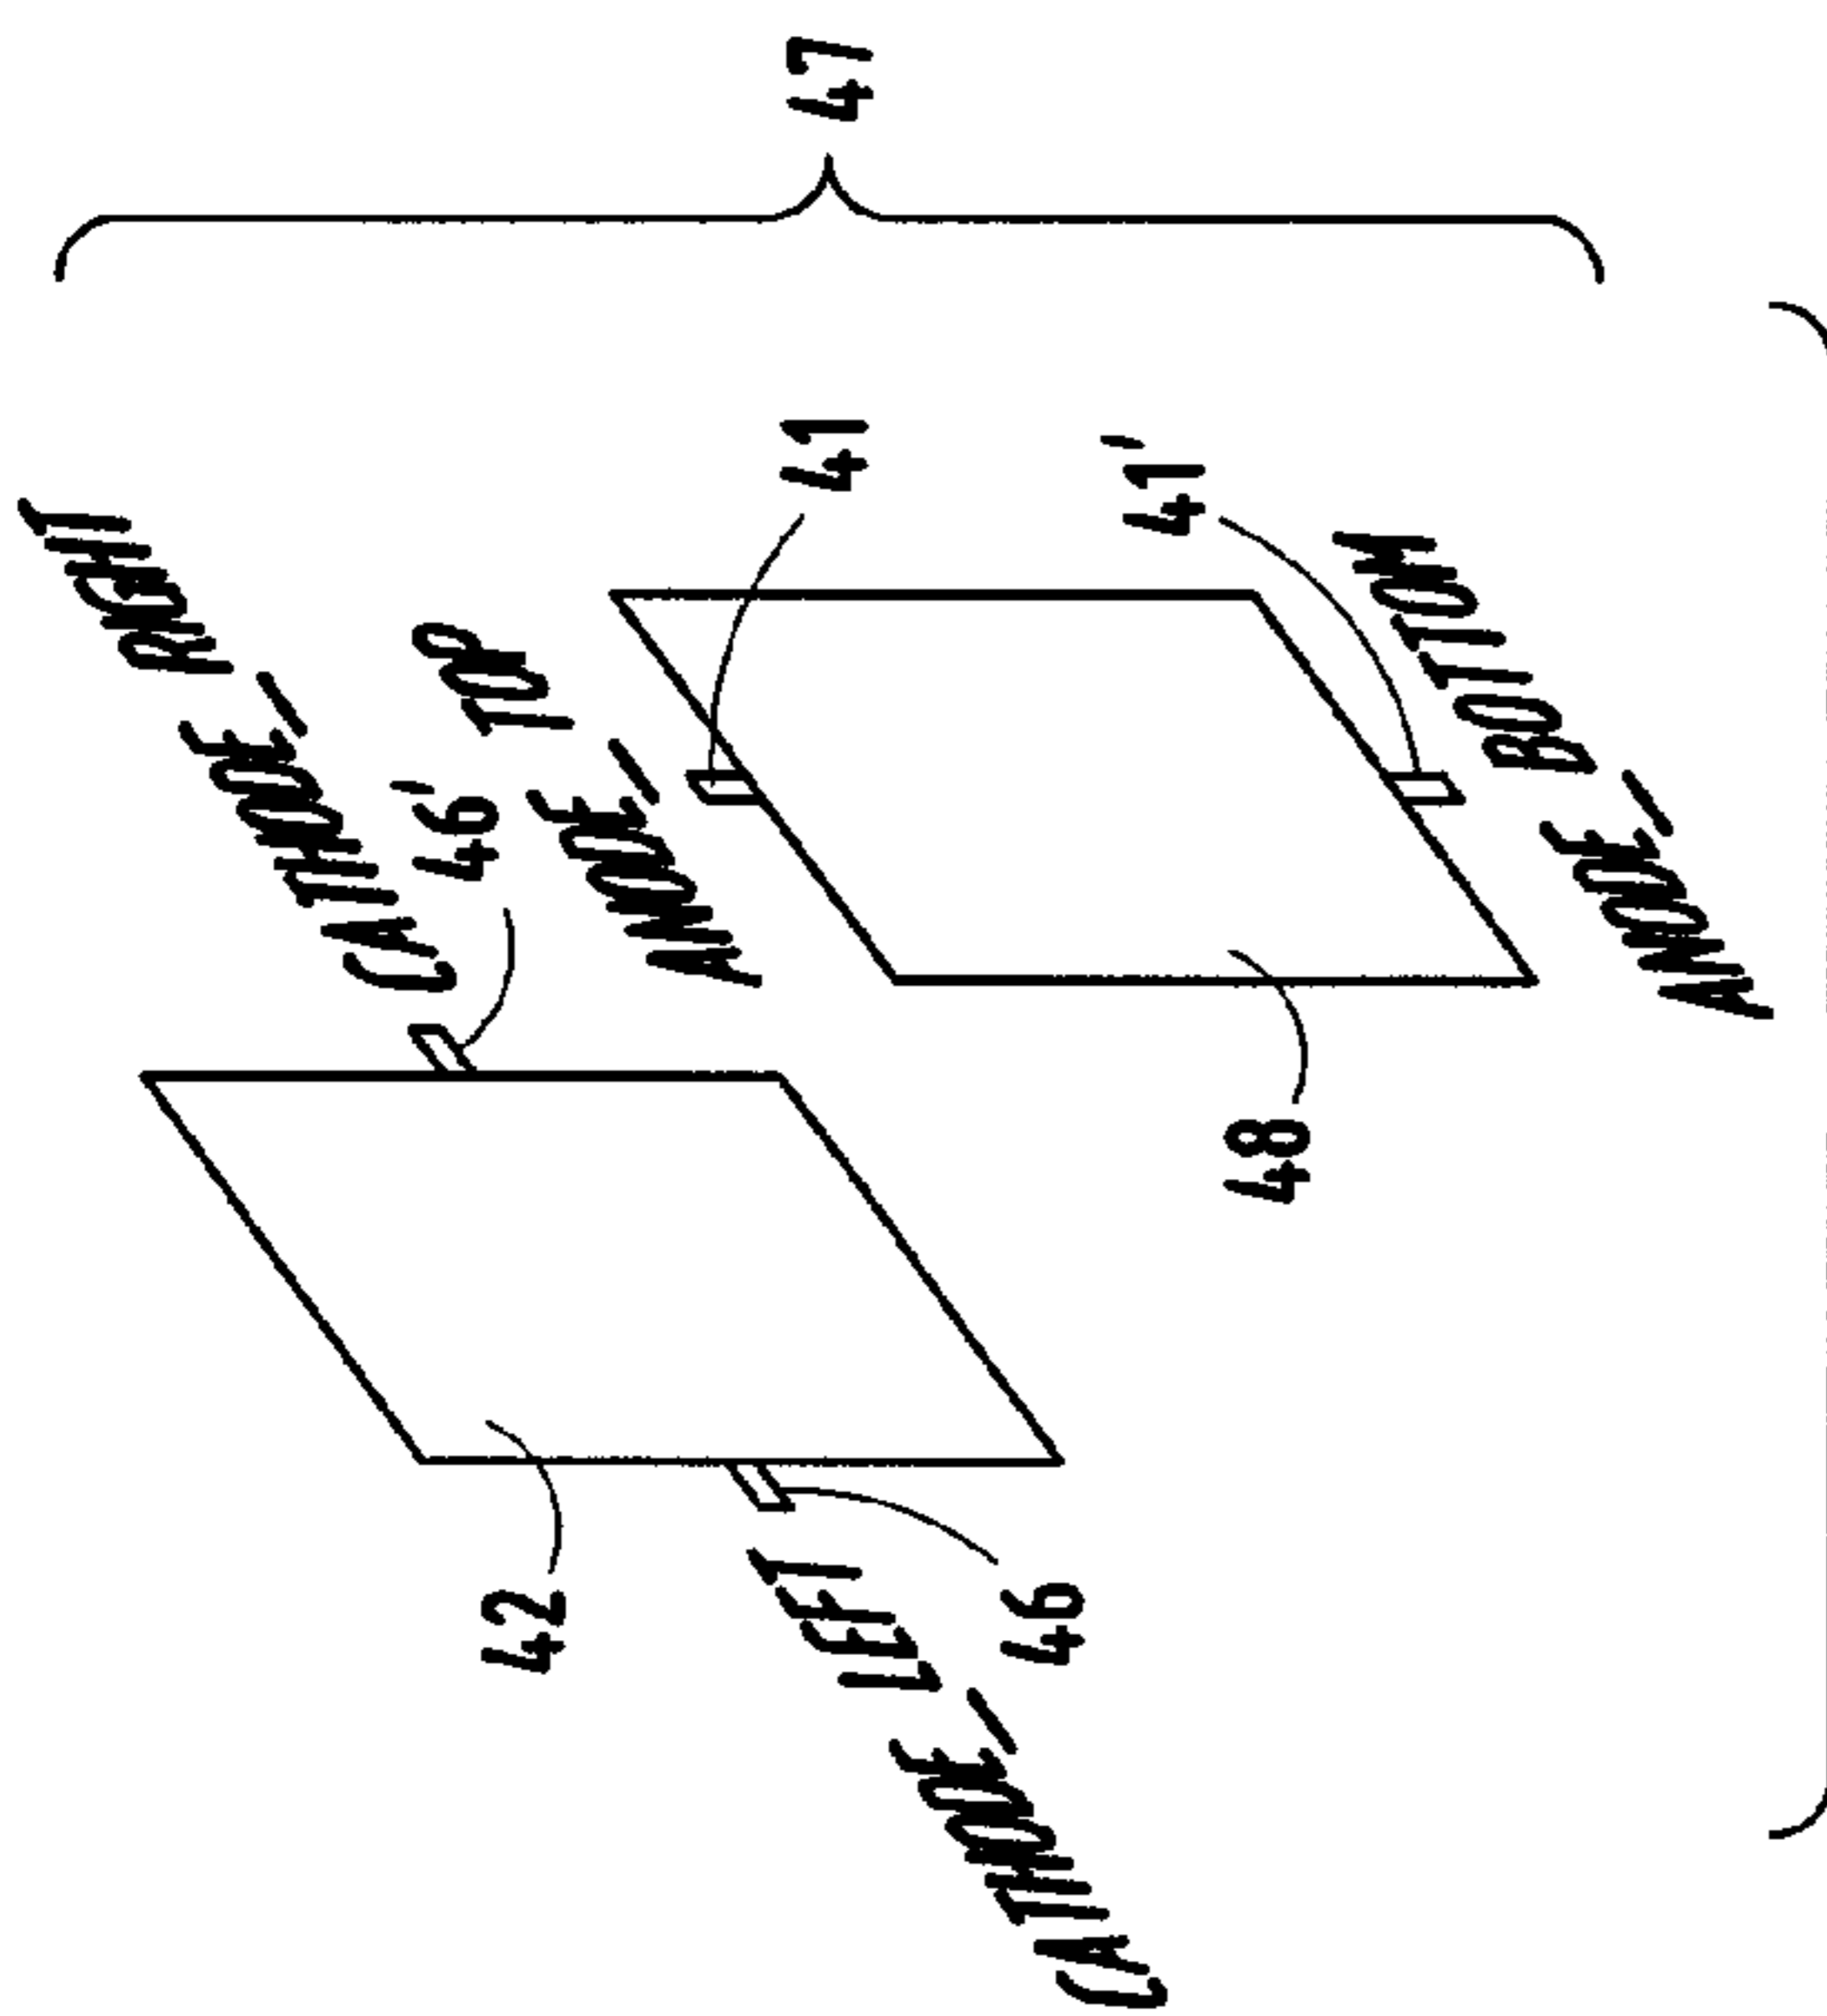 47
41
41'
CATHODE-RIGHT
46'
ANODE-TOP
ANODE-BOTTOM
48
42
46
CATHODE-LEFT